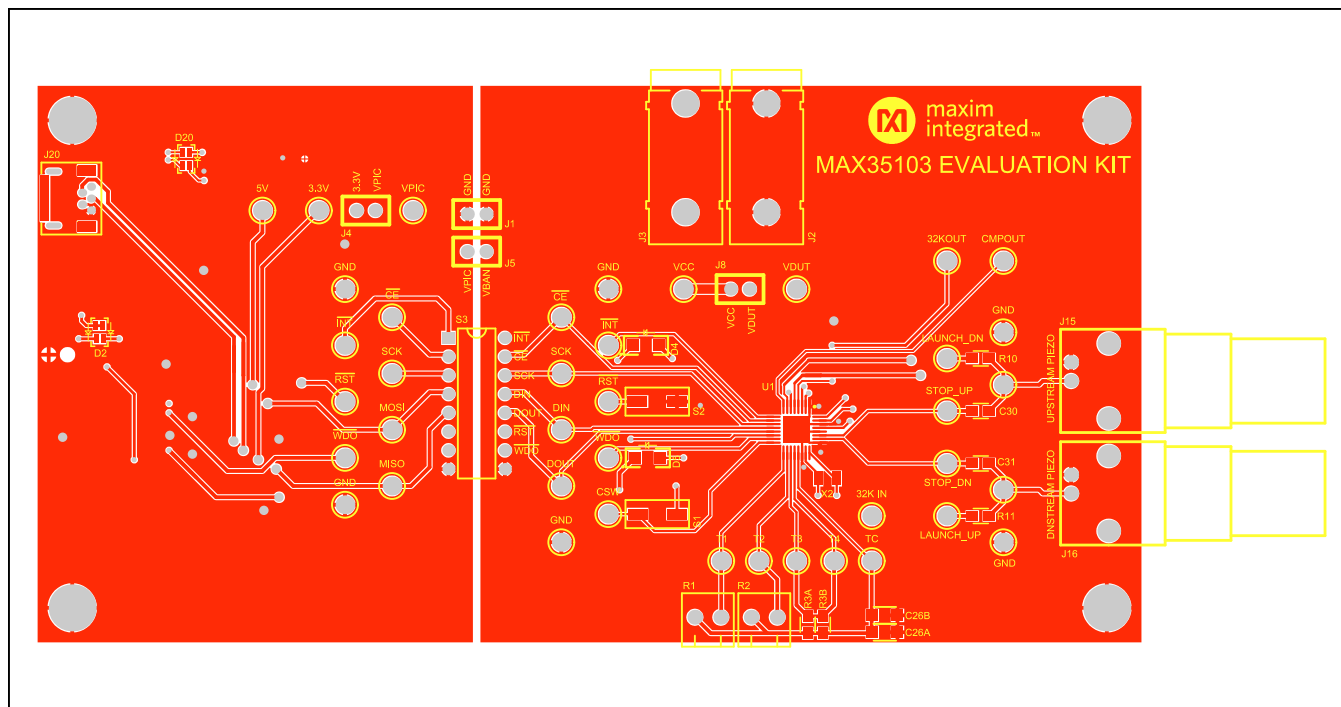 maxim
integrated™
MAX35103 EVALUATION KIT
D20
J20
5V
3.3V
3.3V
VPIC
VPIC
J4
GND
GND
J1
J5
VPIC
VBAN
J3
J2
J8
VCC
VDUT
VCC
VDUT
GND
GND
32KOUT
CMPOUT
D2
CE
INT
SCK
RST
MOSI
WDO
MISO
GND
S3
INT
CE
SCK
DIN
DOUT
RST
WDO
CE
INT
SCK
RST
DIN
WDO
DOUT
CSW
GND
D4
S2
S1
U1
X2
32K IN
T1
T2
T3
T4
TC
R1
R2
R3A
R3B
C26B
C26A
GND
LAUNCH_DN
R10
STOP_UP
C30
C31
STOP_DN
R11
LAUNCH_UP
GND
J15
UPSTREAM PIEZO
DNSTREAM PIEZO
J16